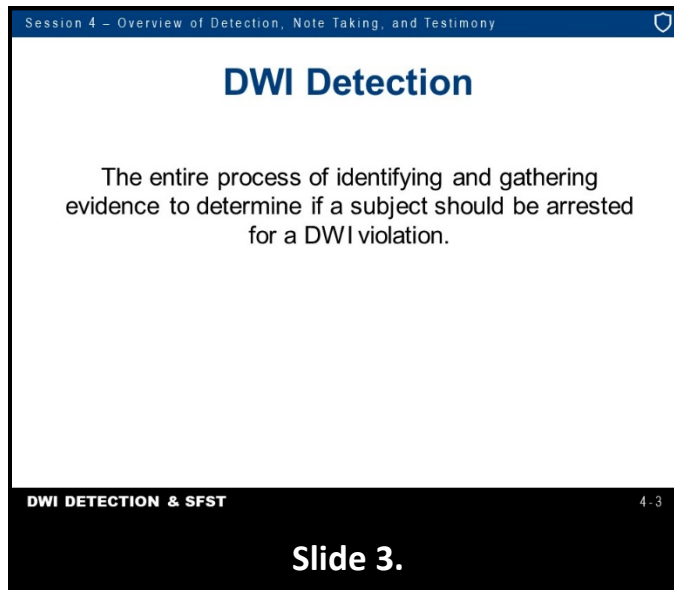 Session 4 – Overview of Detection, Note Taking, and Testimony
DWI Detection
The entire process of identifying and gathering
evidence to determine if a subject should be arrested
for a DWI violation.
DWI DETECTION & SFST
4-3
Slide 3.